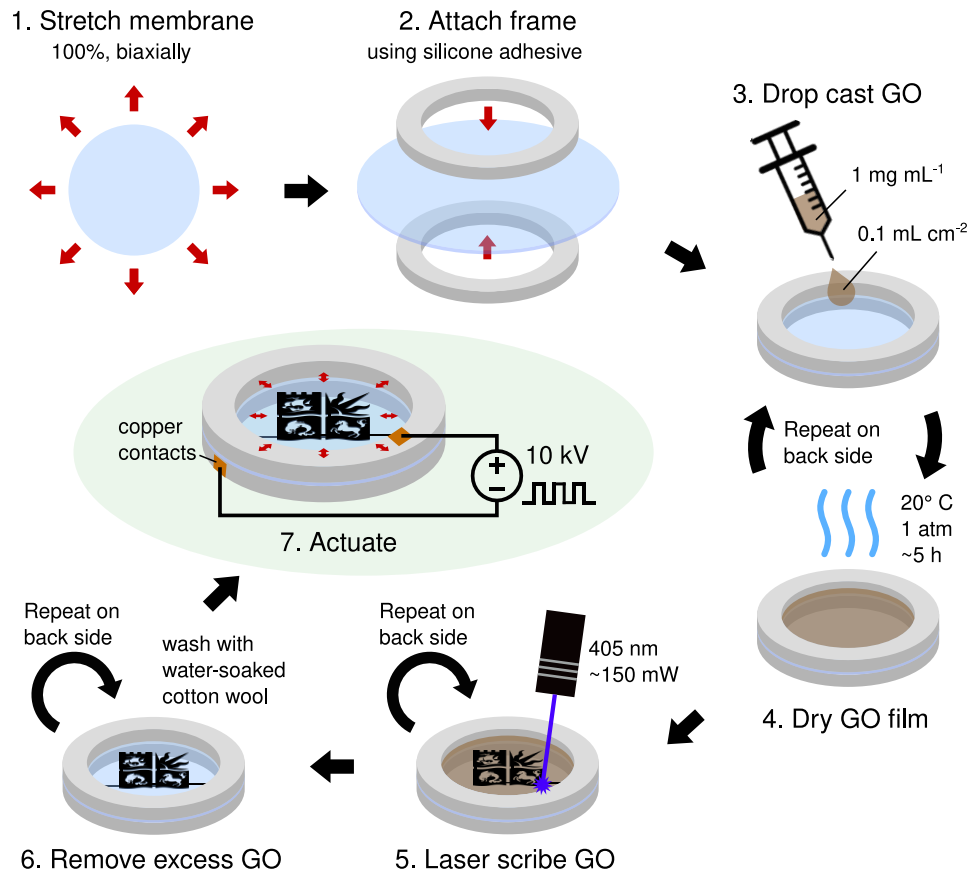 1. Stretch membrane
100%, biaxially
2. Attach frame
using silicone adhesive
3. Drop cast GO
1 mg mL⁻¹
0.1 mL cm⁻²
Repeat on
back side
20° C
1 atm
~5 h
4. Dry GO film
405 nm
~150 mW
Repeat on
back side
5. Laser scribe GO
Repeat on
back side
wash with
water-soaked
cotton wool
6. Remove excess GO
copper
contacts
+
−
10 kV
7. Actuate